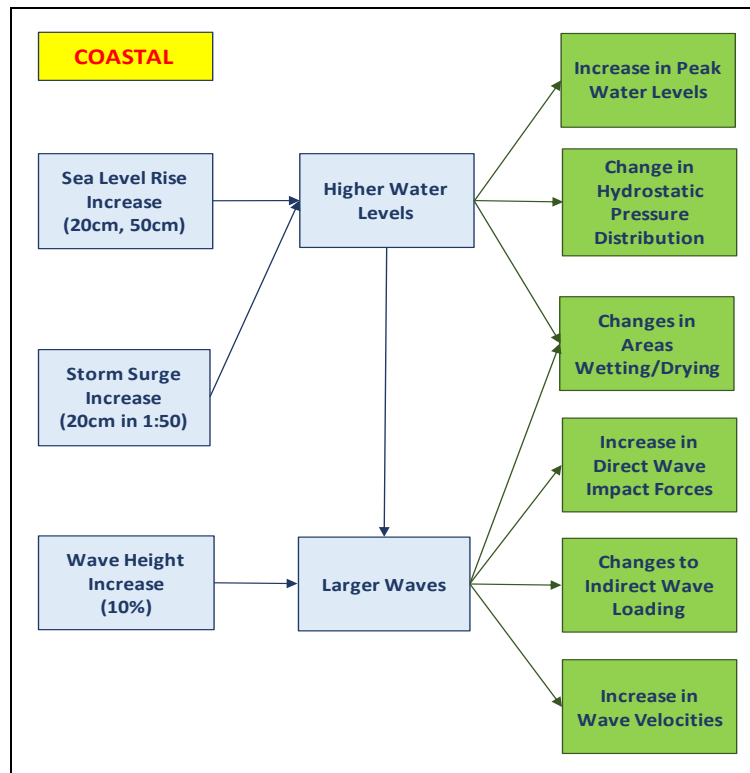 COASTAL
Sea Level Rise
Increase
(20cm, 50cm)
Storm Surge
Increase
(20cm in 1:50)
Wave Height
Increase
(10%)
Higher Water
Levels
Larger Waves
Increase in Peak
Water Levels
Change in
Hydrostatic
Pressure
Distribution
Changes in
Areas
Wetting/Drying
Increase in
Direct Wave
Impact Forces
Changes to
Indirect Wave
Loading
Increase in
Wave Velocities